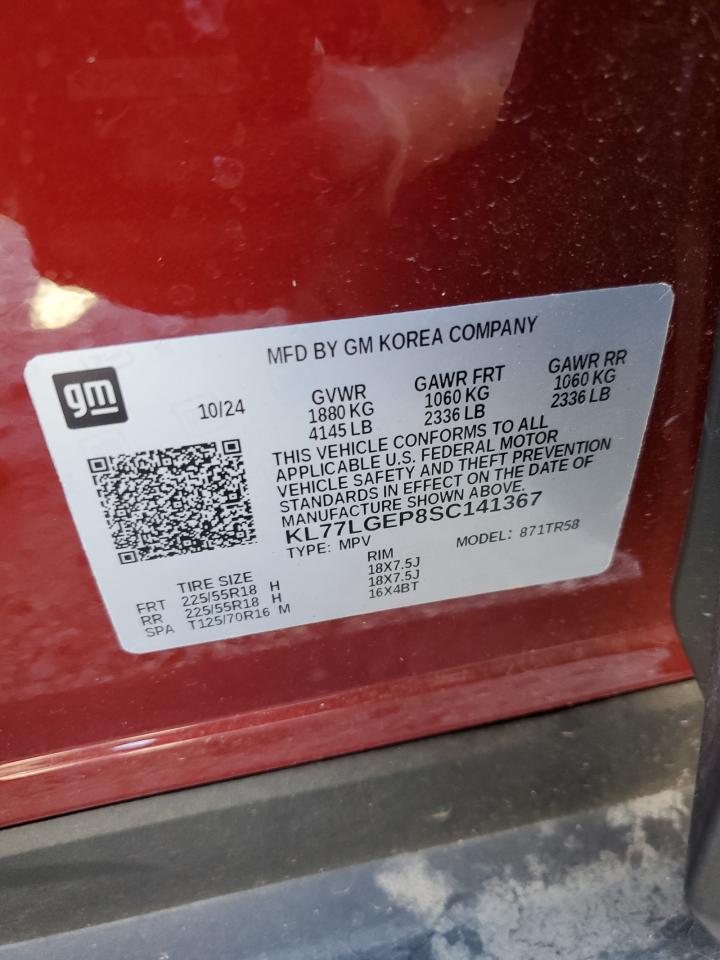 MFD BY GM KOREA COMPANY
gm
10/24
GVWR GAWR FRT GAWR RR
1880 KG 1060 KG 1060 KG
4145 LB 2336 LB 2336 LB
THIS VEHICLE CONFORMS TO ALL
APPLICABLE U.S. FEDERAL MOTOR
VEHICLE SAFETY AND THEFT PREVENTION
STANDARDS IN EFFECT ON THE DATE OF
MANUFACTURE SHOWN ABOVE.
KL77LGEP8SC141367
TYPE: MPV MODEL: 871TR58
TIRE SIZE RIM
FRT 225/55R18 H 18X7.5J
RR 225/55R18 H 18X7.5J
SPA T125/70R16 M 16X4BT